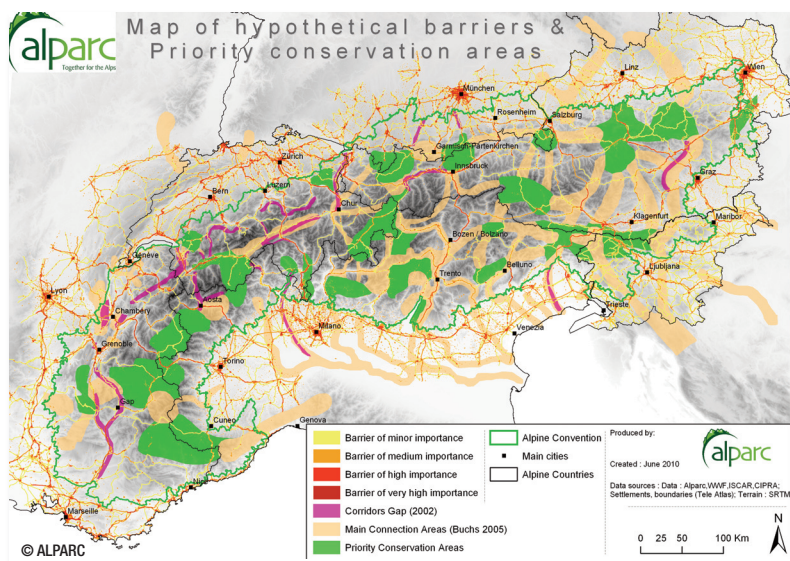 alparc
Together for the Alps
Map of hypothetical barriers &
Priority conservation areas
Linz
Wien
München
Rosenheim
Salzburg
Garmisch-Partenkirchen
Zürich
Innsbruck
Luzern
Bern
Graz
Chur
Klagenfurt
Maribor
Bozen / Bolzano
Genève
Belluno
Trento
Ljubljana
Lyon
Aosta
Trieste
Chambéry
Milano
Venezia
Grenoble
Torino
Gap
Cuneo
Genova
Nice
Marseille
Barrier of minor importance
Barrier of medium importance
Barrier of high importance
Barrier of very high importance
Corridors Gap (2002)
Main Connection Areas (Buchs 2005)
Priority Conservation Areas
Alpine Convention
Main cities
Alpine Countries
Produced by:
alparc
Created : June 2010
Data sources : Data : Alparc,WWF,ISCAR,CIPRA;
Settlements, boundaries (Tele Atlas); Terrain : SRTM
N
0 25 50 100 Km
© ALPARC